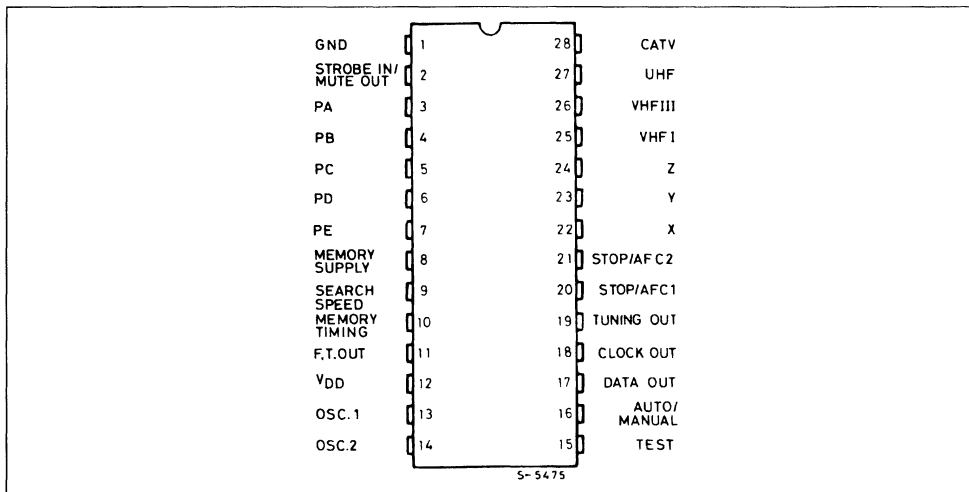 GND 1 28 CATV
STROBE IN/
MUTE OUT 2 27 UHF
PA 3 26 VHFIII
PB 4 25 VHFI
PC 5 24 Z
PD 6 23 Y
PE 7 22 X
MEMORY
SUPPLY 8 21 STOP/AFC2
SEARCH
SPEED 9 20 STOP/AFC1
MEMORY
TIMING 10 19 TUNING OUT
F.T.OUT 11 18 CLOCK OUT
VDD 12 17 DATA OUT
OSC.1 13 16 AUTO/
MANUAL
OSC.2 14 15 TEST
S-5475